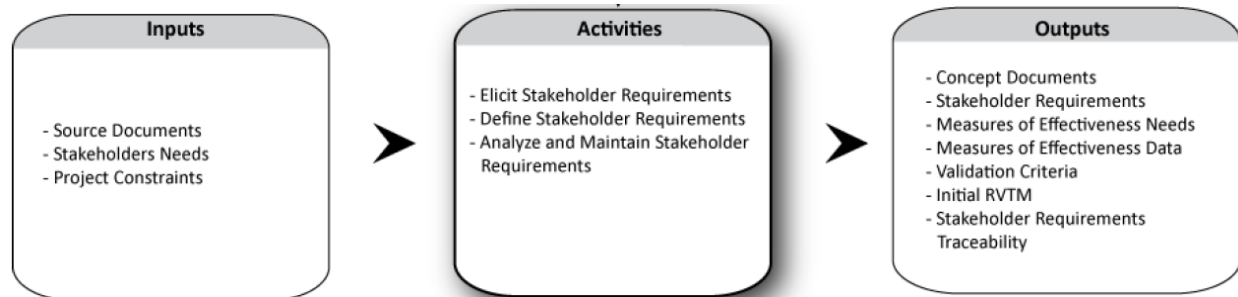 Inputs
- Source Documents
- Stakeholders Needs
- Project Constraints
Activities
- Elicit Stakeholder Requirements
- Define Stakeholder Requirements
- Analyze and Maintain Stakeholder
Requirements
Outputs
- Concept Documents
- Stakeholder Requirements
- Measures of Effectiveness Needs
- Measures of Effectiveness Data
- Validation Criteria
- Initial RVTM
- Stakeholder Requirements
Traceability